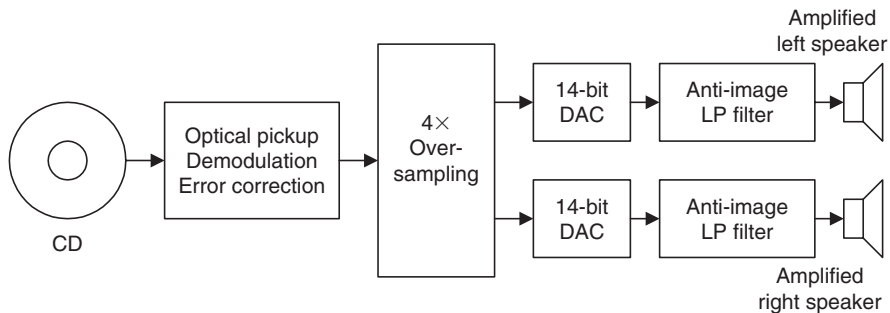 CD
Optical pickup
Demodulation
Error correction
4×
Over-
sampling
14-bit
DAC
Anti-image
LP filter
Amplified
left speaker
14-bit
DAC
Anti-image
LP filter
Amplified
right speaker